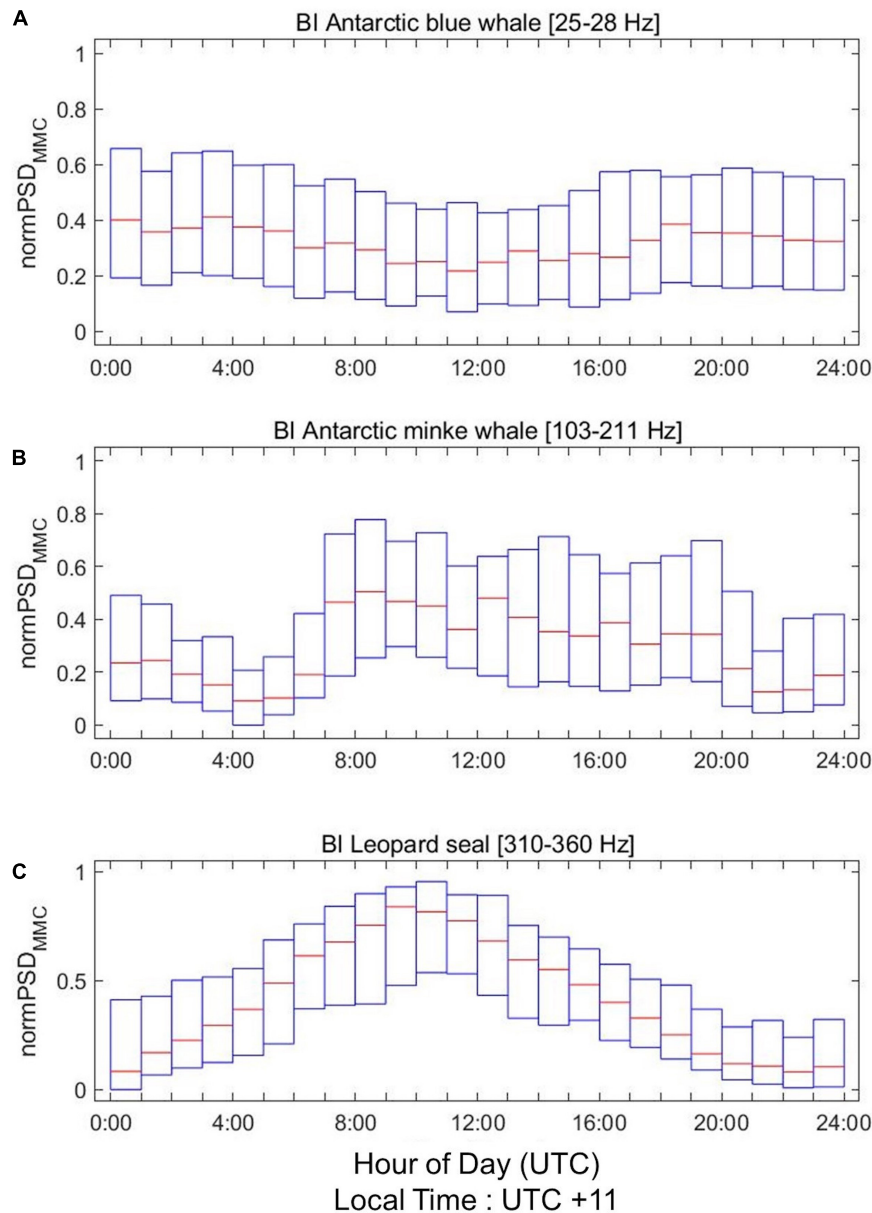 A
BI Antarctic blue whale [25-28 Hz]
1
0.8
0.6
0.4
0.2
0
normPSD_MMC
0:00 4:00 8:00 12:00 16:00 20:00 24:00
B
BI Antarctic minke whale [103-211 Hz]
1
0.8
0.6
0.4
0.2
0
normPSD_MMC
0:00 4:00 8:00 12:00 16:00 20:00 24:00
C
BI Leopard seal [310-360 Hz]
1
0.5
0
normPSD_MMC
0:00 4:00 8:00 12:00 16:00 20:00 24:00
Hour of Day (UTC)
Local Time : UTC +11